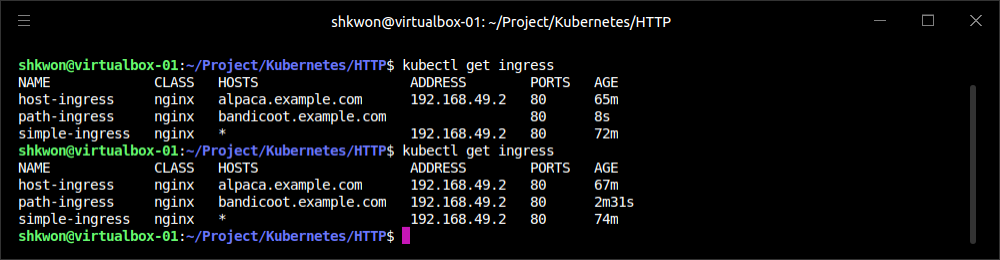 shkwon@virtualbox-01: ~/Project/Kubernetes/HTTP
shkwon@virtualbox-01:~/Project/Kubernetes/HTTP$ kubectl get ingress
NAME             CLASS   HOSTS                   ADDRESS        PORTS   AGE
host-ingress     nginx   alpaca.example.com      192.168.49.2   80      65m
path-ingress     nginx   bandicoot.example.com                  80      8s
simple-ingress   nginx   *                       192.168.49.2   80      72m
shkwon@virtualbox-01:~/Project/Kubernetes/HTTP$ kubectl get ingress
NAME             CLASS   HOSTS                   ADDRESS        PORTS   AGE
host-ingress     nginx   alpaca.example.com      192.168.49.2   80      67m
path-ingress     nginx   bandicoot.example.com   192.168.49.2   80      2m31s
simple-ingress   nginx   *                       192.168.49.2   80      74m
shkwon@virtualbox-01:~/Project/Kubernetes/HTTP$